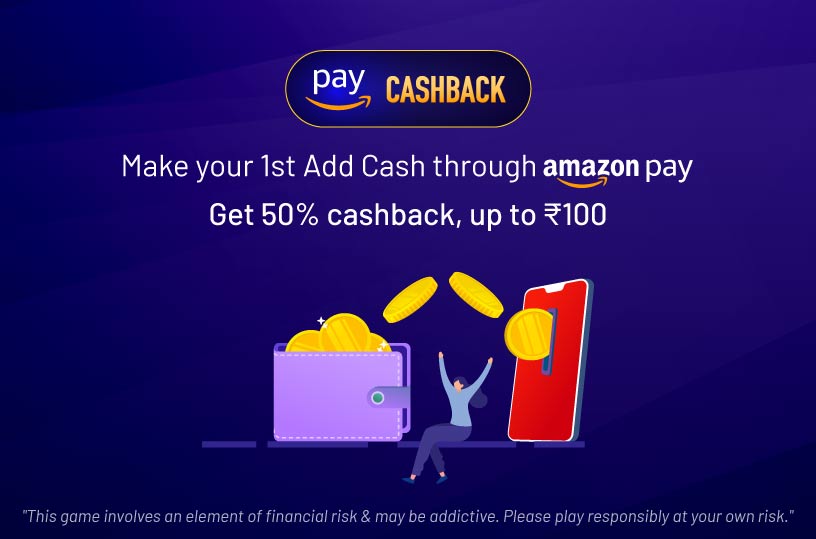 pay CASHBACK
Make your 1st Add Cash through amazon pay
Get 50% cashback, up to ₹100
"This game involves an element of financial risk & may be addictive. Please play responsibly at your own risk."